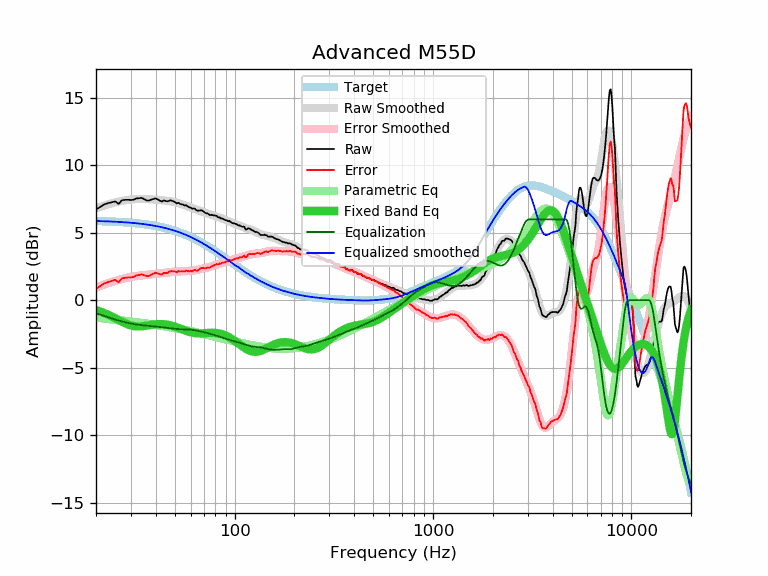 Advanced M55D
Target
Raw Smoothed
Error Smoothed
Raw
Error
Parametric Eq
Fixed Band Eq
Equalization
Equalized smoothed
15
10
5
0
−5
−10
−15
Amplitude (dBr)
100
1000
10000
Frequency (Hz)